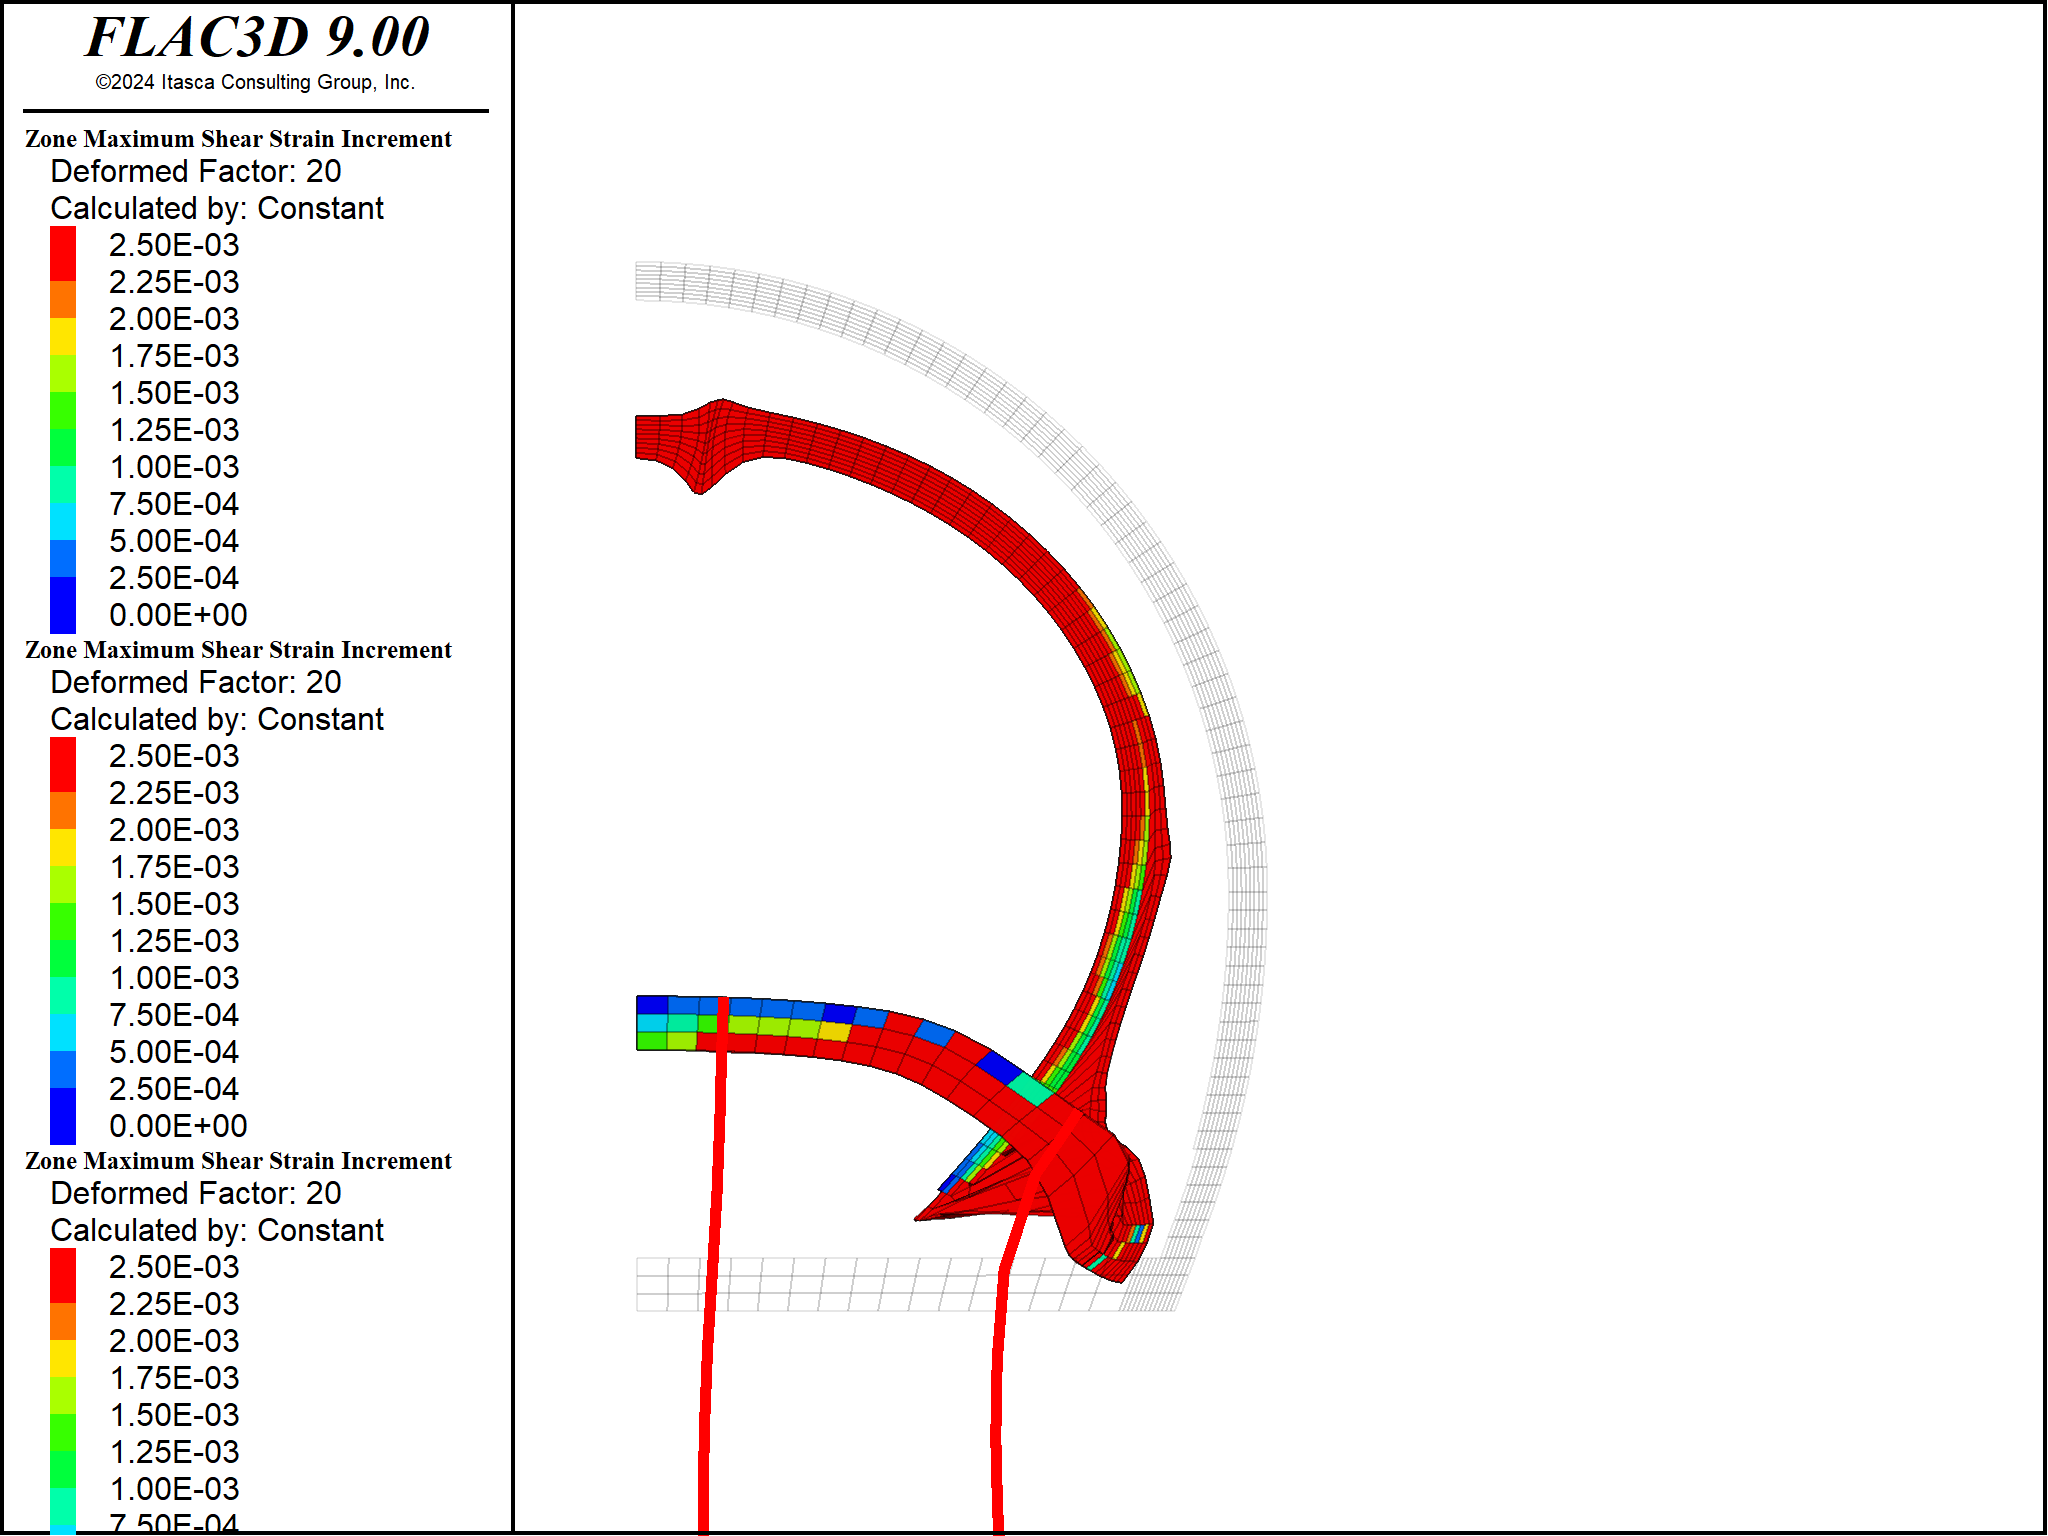 FLAC3D 9.00
©2024 Itasca Consulting Group, Inc.
Zone Maximum Shear Strain Increment
Deformed Factor: 20
Calculated by: Constant
2.50E-03
2.25E-03
2.00E-03
1.75E-03
1.50E-03
1.25E-03
1.00E-03
7.50E-04
5.00E-04
2.50E-04
0.00E+00
Zone Maximum Shear Strain Increment
Deformed Factor: 20
Calculated by: Constant
2.50E-03
2.25E-03
2.00E-03
1.75E-03
1.50E-03
1.25E-03
1.00E-03
7.50E-04
5.00E-04
2.50E-04
0.00E+00
Zone Maximum Shear Strain Increment
Deformed Factor: 20
Calculated by: Constant
2.50E-03
2.25E-03
2.00E-03
1.75E-03
1.50E-03
1.25E-03
1.00E-03
7.50E-04